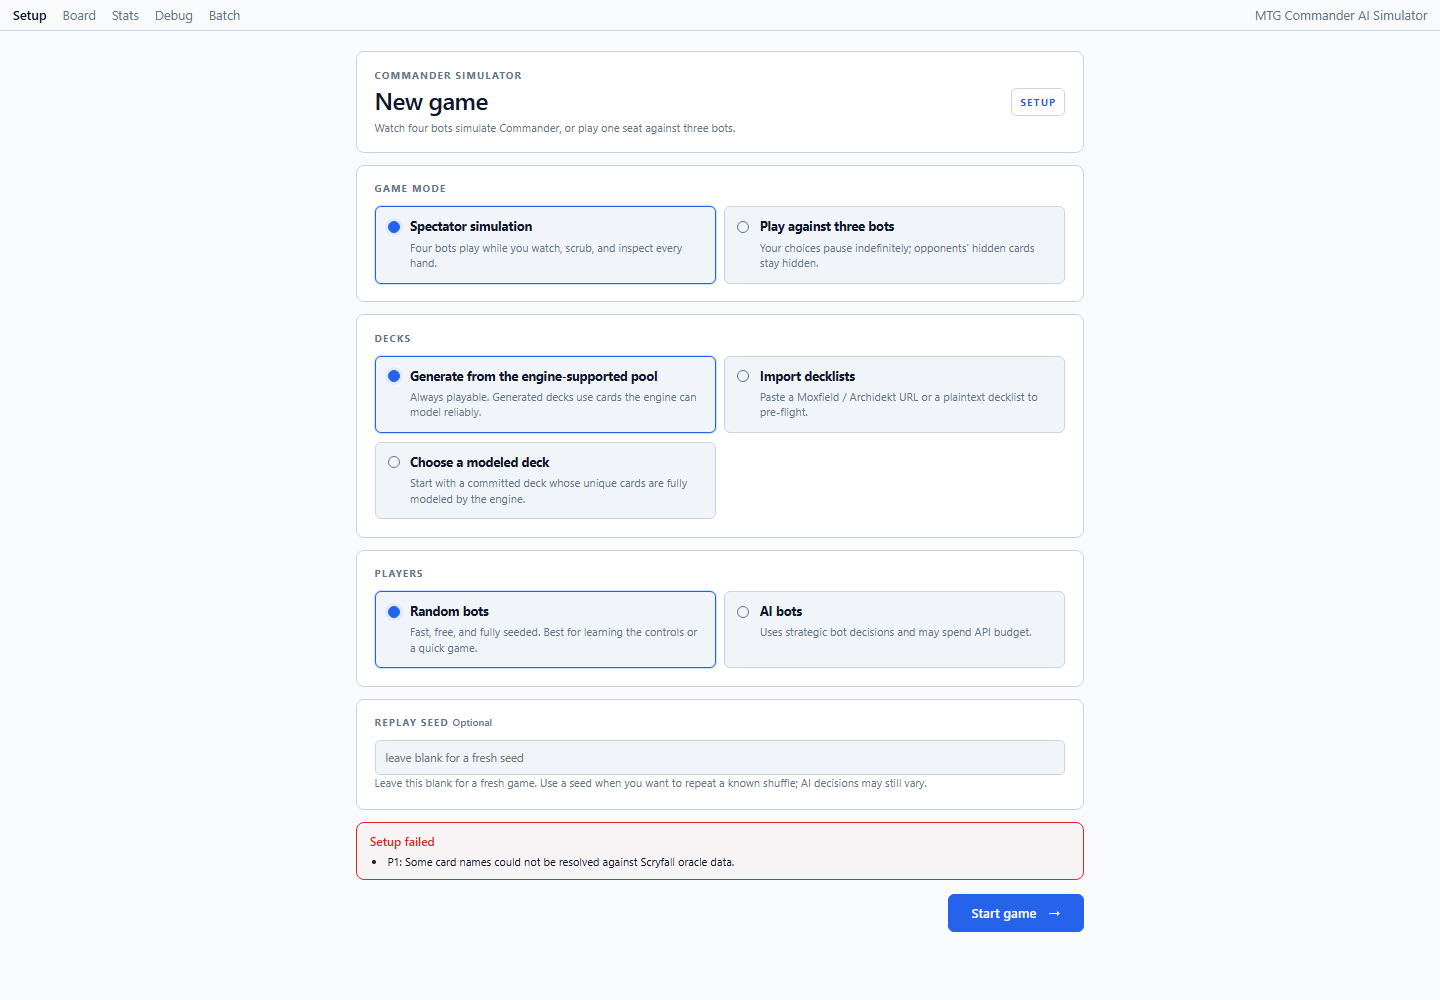 Setup Board Stats Debug Batch MTG Commander AI Simulator
COMMANDER SIMULATOR
New game
SETUP
Watch four bots simulate Commander, or play one seat against three bots.
GAME MODE
Spectator simulation
Four bots play while you watch, scrub, and inspect every
hand.
Play against three bots
Your choices pause indefinitely; opponents' hidden cards
stay hidden.
DECKS
Generate from the engine-supported pool
Always playable. Generated decks use cards the engine can
model reliably.
Import decklists
Paste a Moxfield / Archidekt URL or a plaintext decklist to
pre-flight.
Choose a modeled deck
Start with a committed deck whose unique cards are fully
modeled by the engine.
PLAYERS
Random bots
Fast, free, and fully seeded. Best for learning the controls or
a quick game.
AI bots
Uses strategic bot decisions and may spend API budget.
REPLAY SEED Optional
leave blank for a fresh seed
Leave this blank for a fresh game. Use a seed when you want to repeat a known shuffle; AI decisions may still vary.
Setup failed
• P1: Some card names could not be resolved against Scryfall oracle data.
Start game →